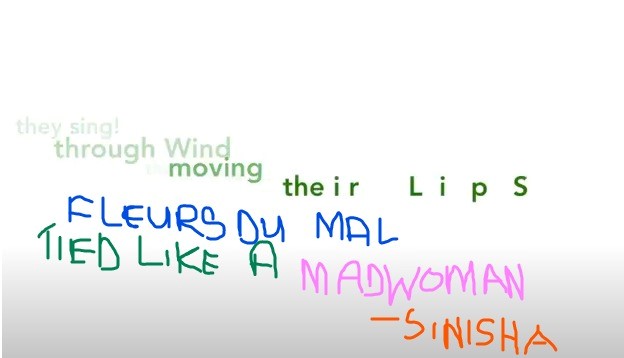 they sing!
through Wind
moving
their LipS
FLEURS DU MAL
TIED LIKE A
MADWOMAN
-SINISHA